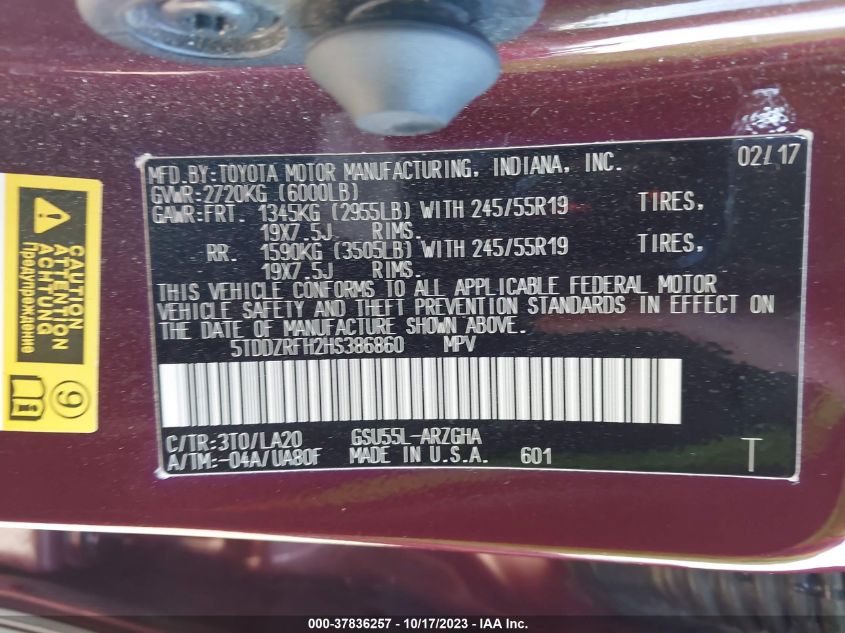 MFD. BY: TOYOTA MOTOR MANUFACTURING, INDIANA, INC. 02/17
GVWR: 2720KG (6000LB)
GAWR: FRT. 1345KG (2955LB) WITH 245/55R19 TIRES,
19X7.5J RIMS.
RR. 1590KG (3505LB) WITH 245/55R19 TIRES,
19X7.5J RIMS.
THIS VEHICLE CONFORMS TO ALL APPLICABLE FEDERAL MOTOR
VEHICLE SAFETY AND THEFT PREVENTION STANDARDS IN EFFECT ON
THE DATE OF MANUFACTURE SHOWN ABOVE.
5TDDZRFH2HS386860 MPV
C/TR: 3T0/LA20 GSU55L-ARZGHA
A/TM: -04A/UA80F MADE IN U.S.A. 601 T
CAUTION
ATTENTION
ACHTUNG
Предупреждение
9
000-37836257 - 10/17/2023 - IAA Inc.